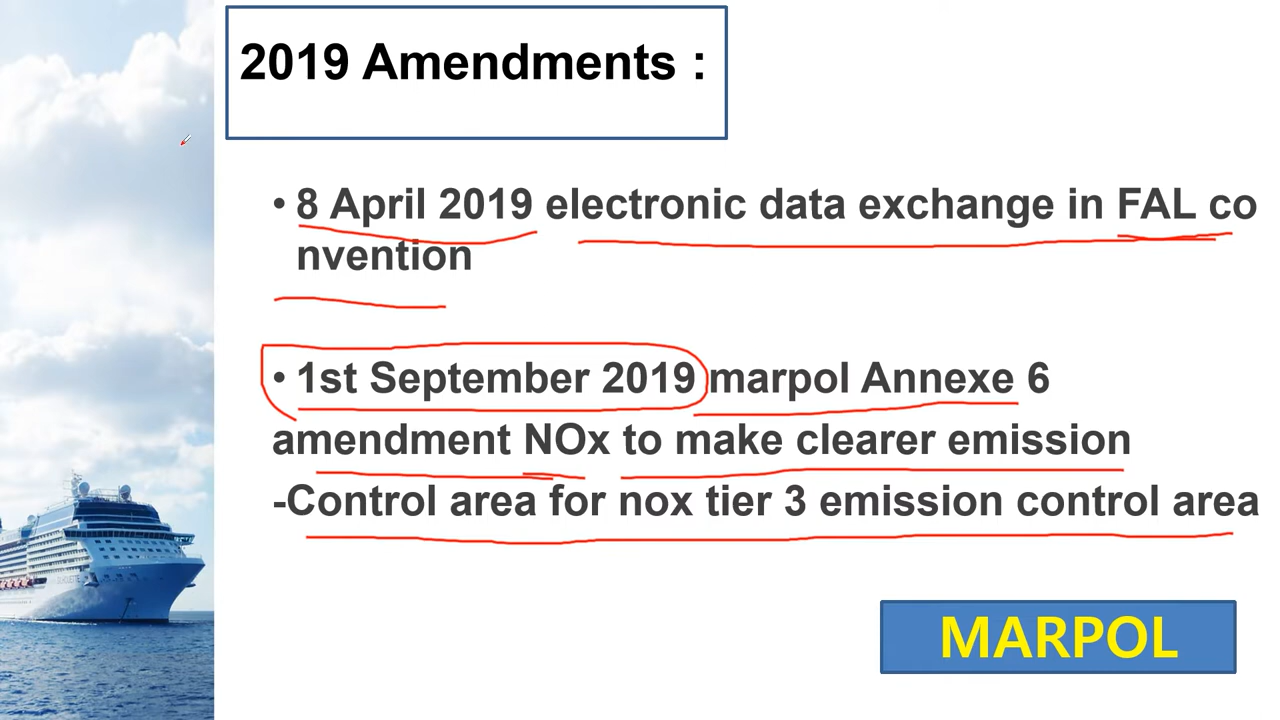 2019 Amendments :
• 8 April 2019 electronic data exchange in FAL co
nvention
• 1st September 2019 marpol Annexe 6
amendment NOx to make clearer emission
-Control area for nox tier 3 emission control area
MARPOL